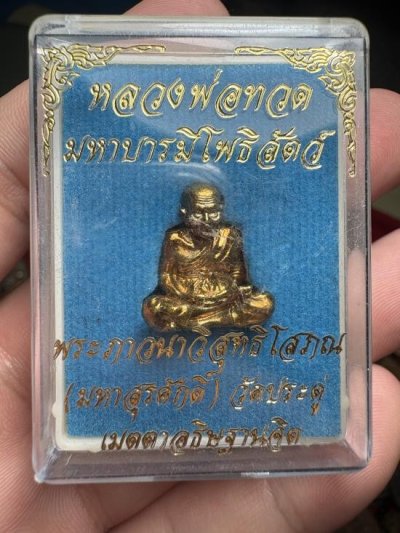 หลวงพ่อทวด
มหาบารมีโพธิสัตว์
พระภาวนาวิสุทธิโสภณ
(มหาสุรศักดิ์) วัดประดู่
เมตตาอธิษฐานจิต